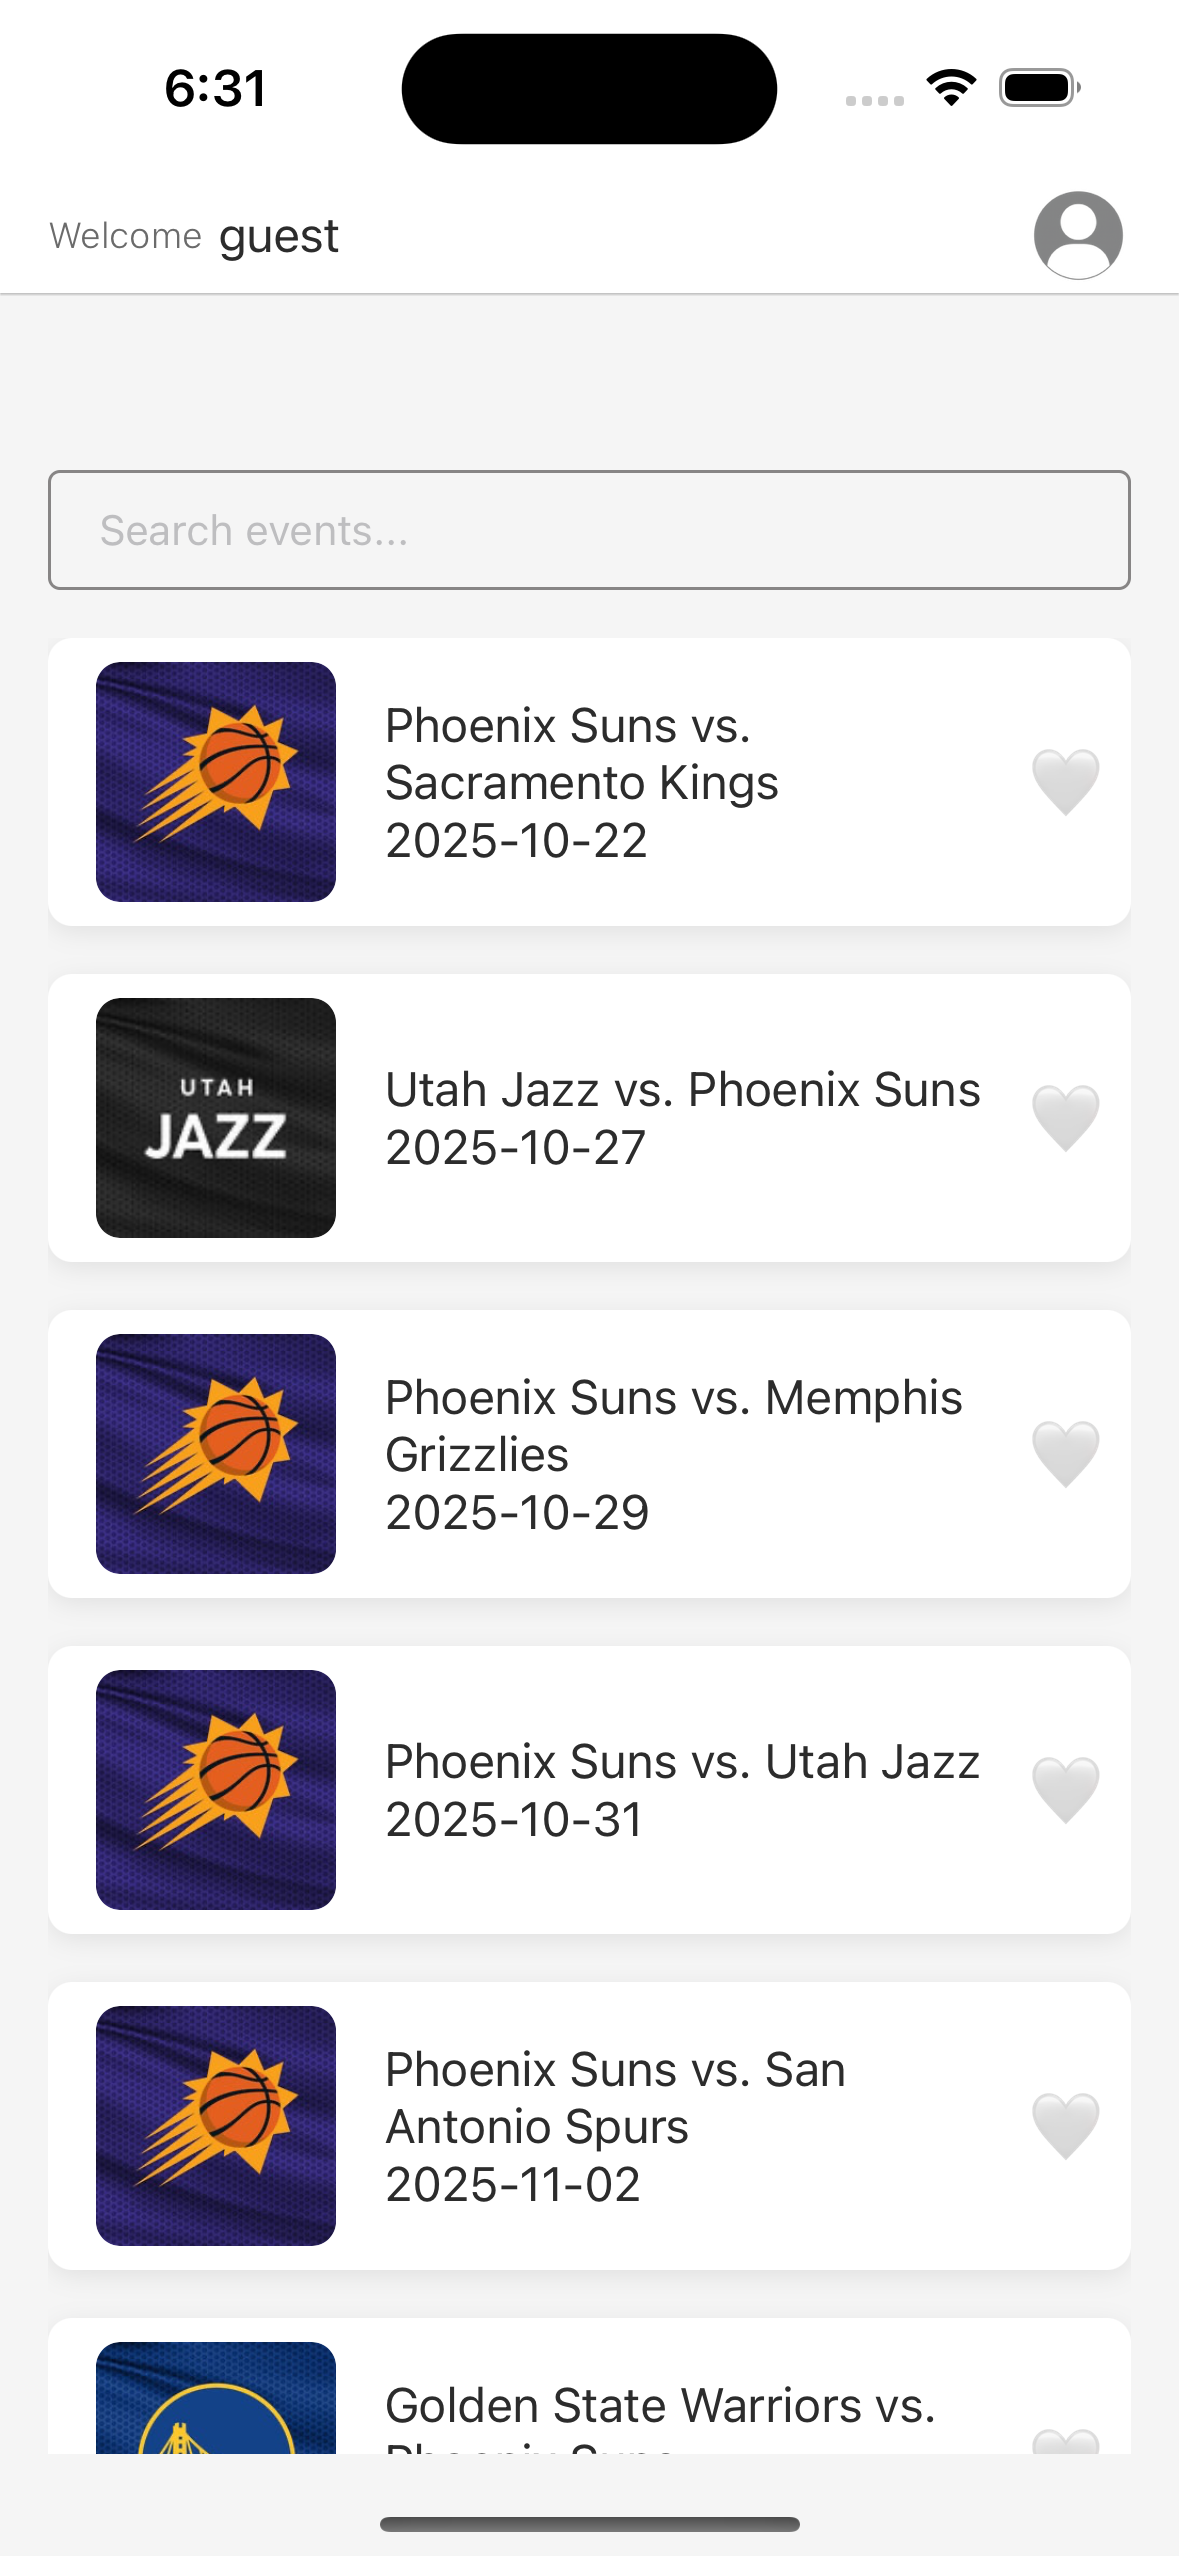 6:31
Welcome guest
Search events...
Phoenix Suns vs.
Sacramento Kings
2025-10-22
UTAH
JAZZ
Utah Jazz vs. Phoenix Suns
2025-10-27
Phoenix Suns vs. Memphis
Grizzlies
2025-10-29
Phoenix Suns vs. Utah Jazz
2025-10-31
Phoenix Suns vs. San
Antonio Spurs
2025-11-02
Golden State Warriors vs.
Phoenix Suns